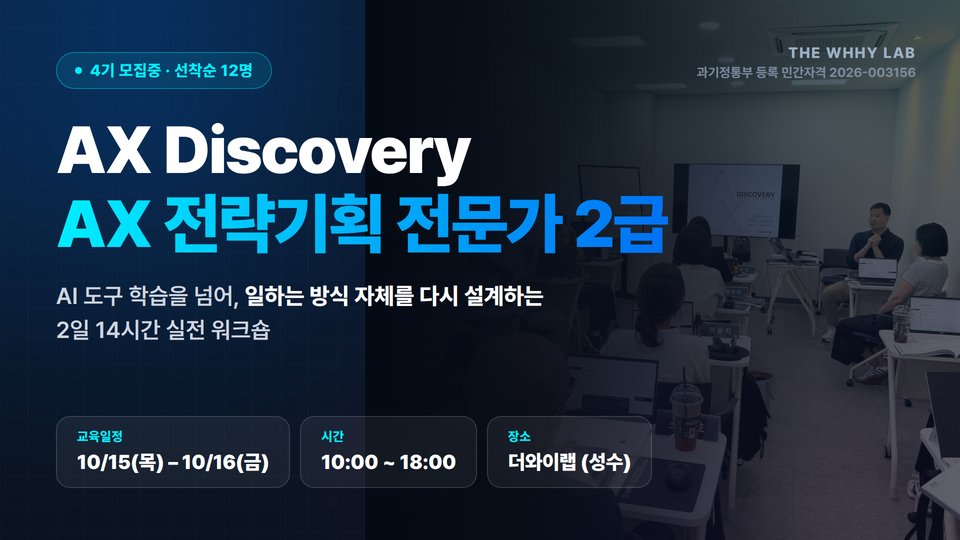 4기 모집중 · 선착순 12명
THE WHHY LAB
과기정통부 등록 민간자격 2026-003156
AX Discovery
AX 전략기획 전문가 2급
AI 도구 학습을 넘어, 일하는 방식 자체를 다시 설계하는
2일 14시간 실전 워크숍
교육일정
10/15(목) – 10/16(금)
시간
10:00 ~ 18:00
장소
더와이랩 (성수)
DISCOVERY